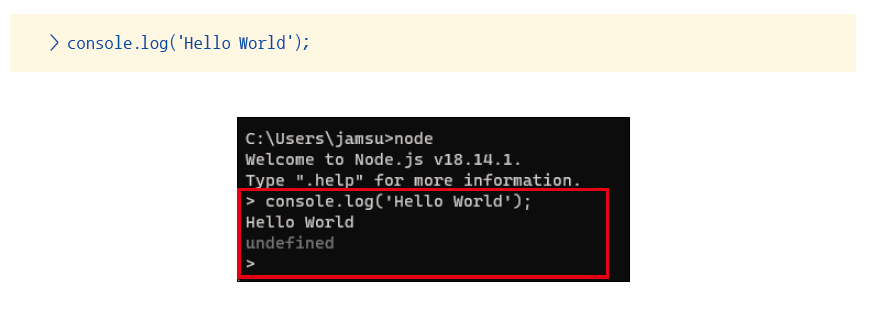 > console.log('Hello World');
C:\Users\jamsu>node
Welcome to Node.js v18.14.1.
Type ".help" for more information.
> console.log('Hello World');
Hello World
undefined
>